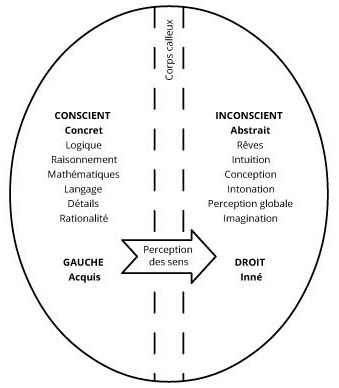 Corps calleux
CONSCIENT
Concret
Logique
Raisonnement
Mathématiques
Langage
Détails
Rationalité
INCONSCIENT
Abstrait
Rêves
Intuition
Conception
Intonation
Perception globale
Imagination
GAUCHE
Acquis
Perception
des sens
DROIT
Inné